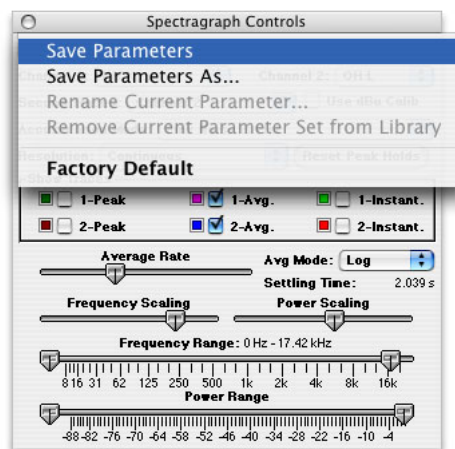 Spectragraph Controls
Save Parameters
Save Parameters As...
Rename Current Parameter...
Remove Current Parameter Set from Library
Factory Default
1-Peak 1-Avg. 1-Instant.
2-Peak 2-Avg. 2-Instant.
Average Rate Avg Mode: Log
Settling Time: 2.039 s
Frequency Scaling Power Scaling
Frequency Range: 0 Hz - 17.42 kHz
8 16 31 62 125 250 500 1k 2k 4k 8k 16k
Power Range
-88 -82 -76 -70 -64 -58 -52 -46 -40 -34 -28 -22 -16 -10 -4